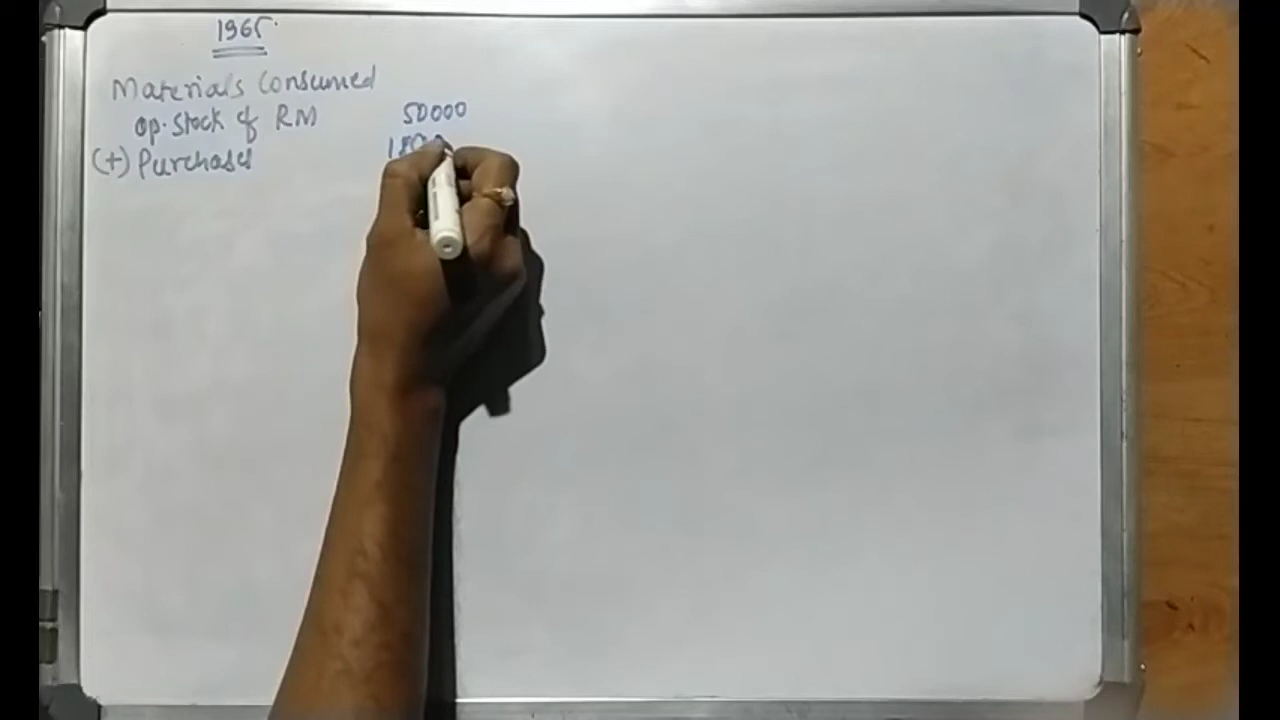 1965
Materials Consumed
op. Stock of RM 50000
(+) Purchases